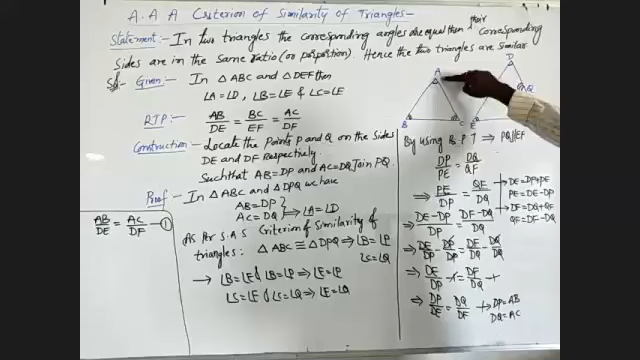 A.A A Criterion of Similarity of Triangles:-
Statement:- In two triangles the corresponding angles are equal then their corresponding
sides are in the same ratio (or proportion). Hence the two triangles are similar
Sol:- Given:- In △ABC and △DEF then
∠A=∠D, ∠B=∠E & ∠C=∠E
RTP:- AB/DE = BC/EF = AC/DF
Construction:- Locate the Points P and Q on the Sides
DE and DF Respectively.
Such that AB=DP and AC=DQ Join PQ.
Proof:- In △ABC and △DPQ we have
AB=DP
AC=DQ } ⟹ ∠A=∠D
As Per S.A.S Criterion of Similarity of
triangles: △ABC ≅ △DPQ ⟹ ∠B=∠P
∠C=∠Q
→ ∠B=∠E & ∠B=∠P ⟹ ∠E=∠P
∠C=∠E & ∠C=∠Q ⟹ ∠E=∠Q
AB/DE = AC/DF —①
A
B
C
D
E
Q
By using B.P.T ⟹ PQ∥EF
DP/PE = DQ/QF
⟹ PE/DP = QE/DQ
⟹ DE-DP/DP = DF-DQ/DQ
⟹ DE/DP - DP/DP = DF/DQ - DQ/DQ
⟹ DE/DP - 1 = DF/DQ - 1
⟹ DP/DE = DQ/DF
→ DE=DP+PE
PE=DE-DP
→ DF=DQ+QF
QF=DF-DQ
→ DP=AB
DQ=AC